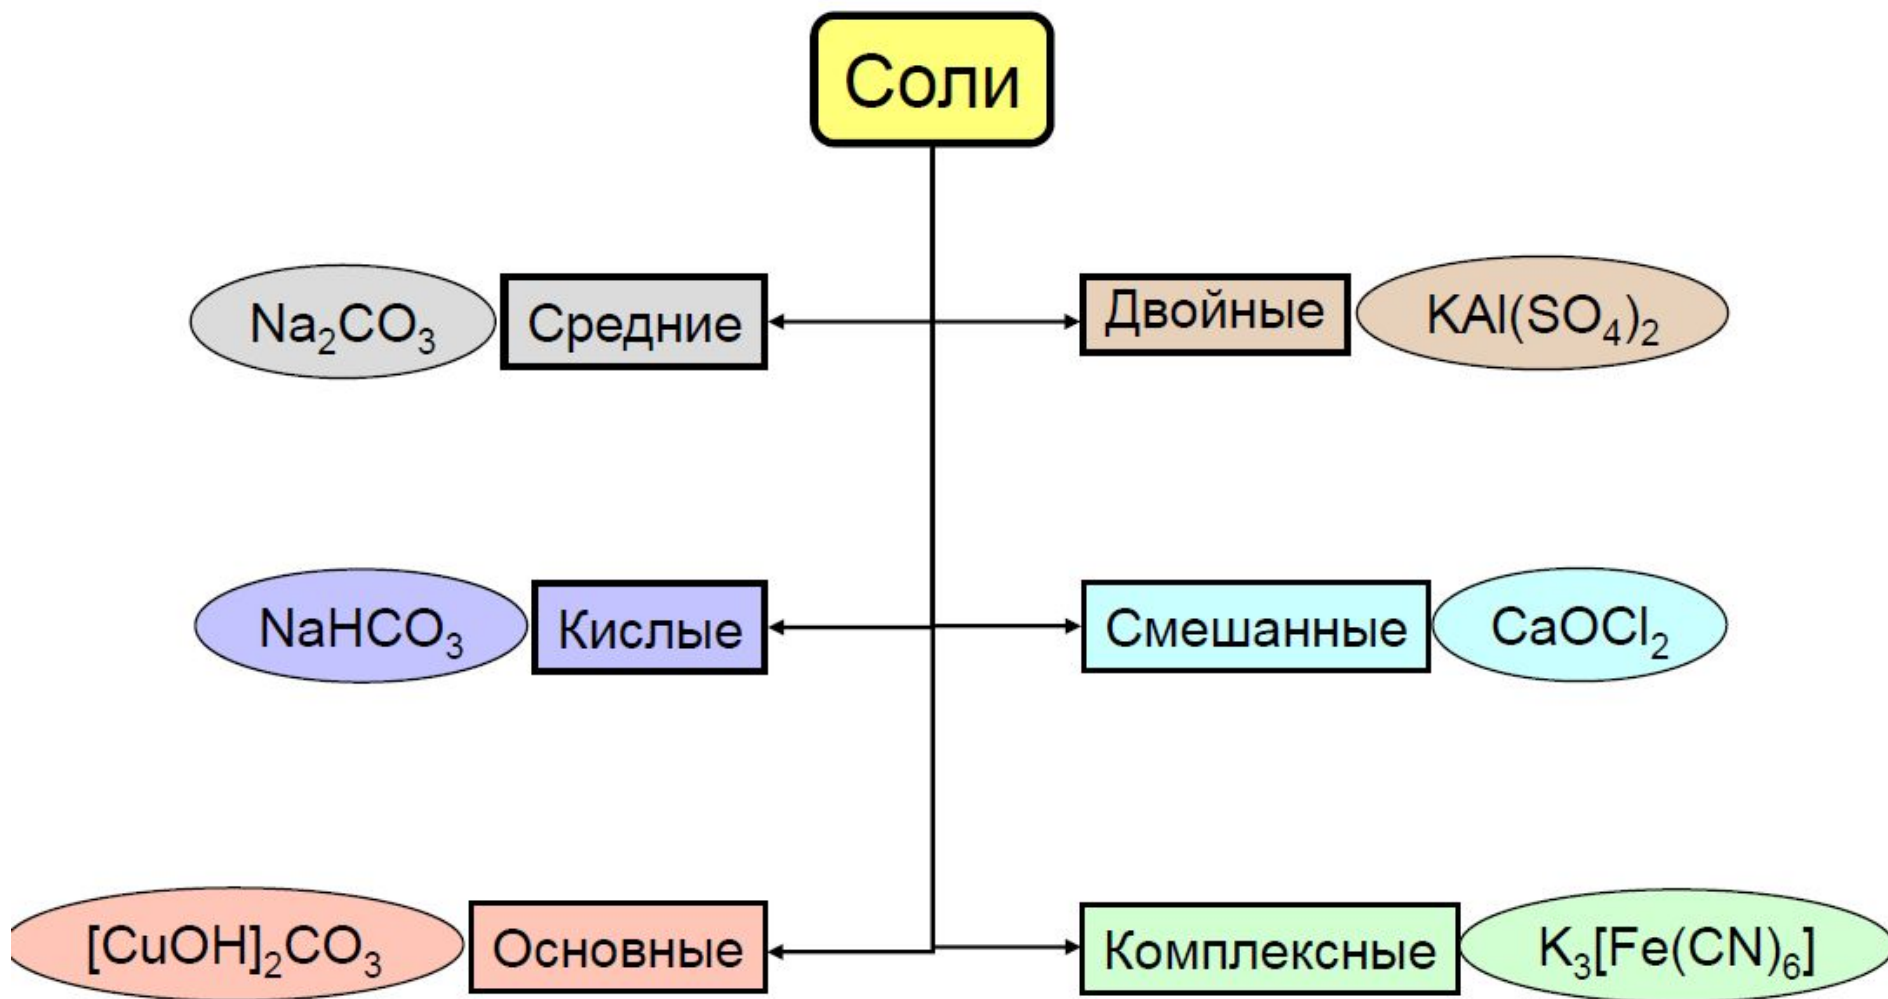 Соли
Na₂CO₃ Средние
Двойные KAl(SO₄)₂
NaHCO₃ Кислые
Смешанные CaOCl₂
[CuOH]₂CO₃ Основные
Комплексные K₃[Fe(CN)₆]